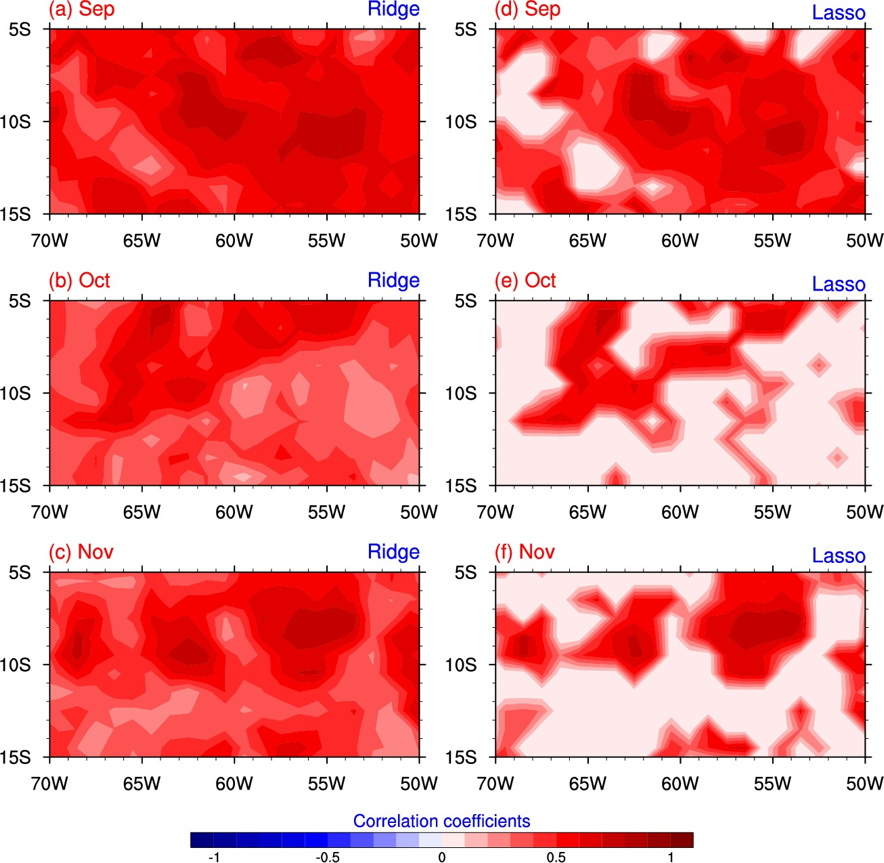 (a) Sep Ridge
5S
10S
15S
70W 65W 60W 55W 50W
(d) Sep Lasso
5S
10S
15S
70W 65W 60W 55W 50W
(b) Oct Ridge
5S
10S
15S
70W 65W 60W 55W 50W
(e) Oct Lasso
5S
10S
15S
70W 65W 60W 55W 50W
(c) Nov Ridge
5S
10S
15S
70W 65W 60W 55W 50W
(f) Nov Lasso
5S
10S
15S
70W 65W 60W 55W 50W
Correlation coefficients
-1 -0.5 0 0.5 1